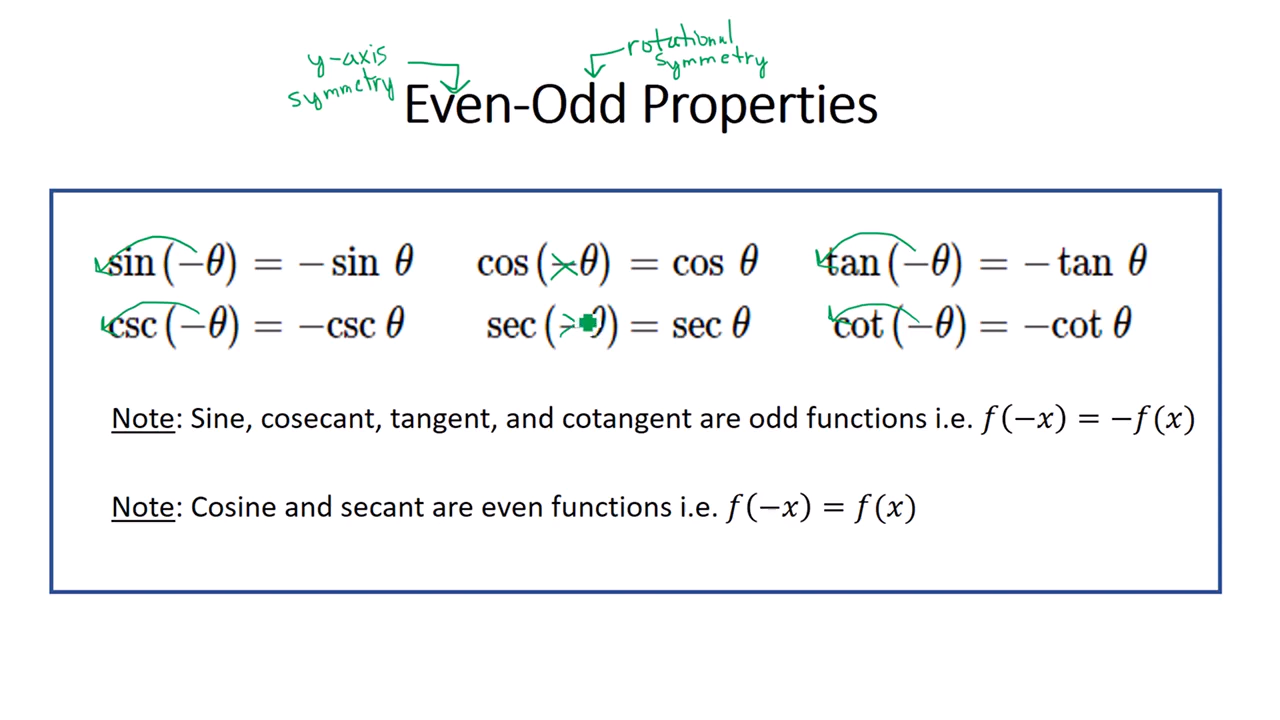 y-axis
symmetry
rotational
symmetry
Even-Odd Properties
sin (−θ) = −sin θ cos (−θ) = cos θ tan (−θ) = −tan θ
csc (−θ) = −csc θ sec (−θ) = sec θ cot (−θ) = −cot θ
Note: Sine, cosecant, tangent, and cotangent are odd functions i.e. f(−x) = −f(x)
Note: Cosine and secant are even functions i.e. f(−x) = f(x)